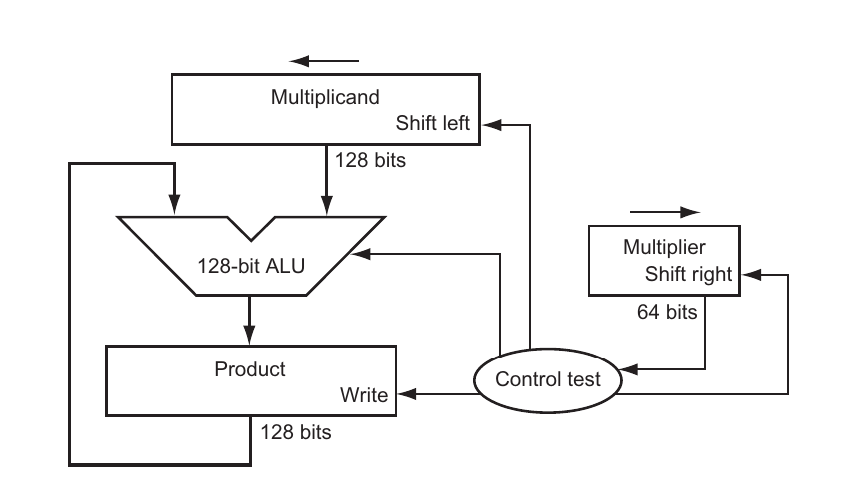 Multiplicand
Shift left
128 bits
128-bit ALU
Multiplier
Shift right
64 bits
Product
Write
Control test
128 bits